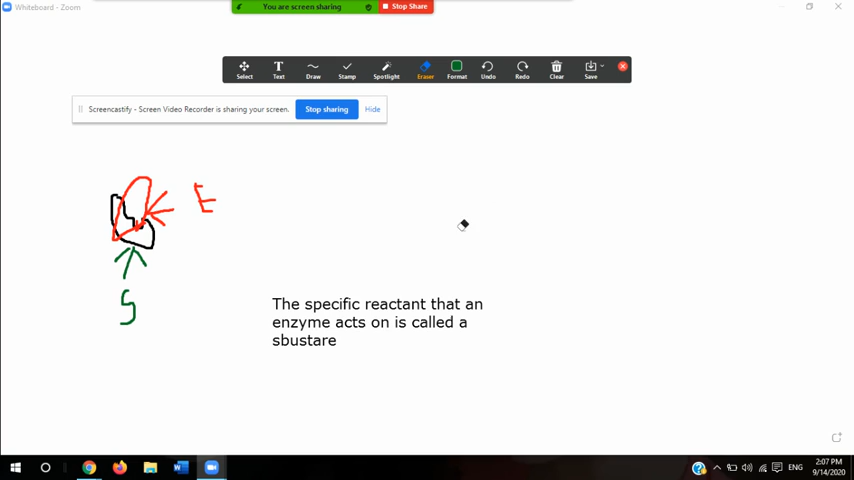 Whiteboard - Zoom
You are screen sharing
Stop Share
Select
Text
Draw
Stamp
Spotlight
Eraser
Format
Undo
Redo
Clear
Save
Screencastify - Screen Video Recorder is sharing your screen.
Stop sharing
Hide
E
S
The specific reactant that an
enzyme acts on is called a
sbustare
ENG
2:07 PM
9/14/2020